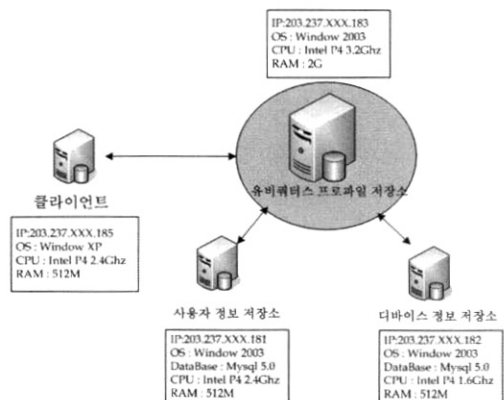 IP:203.237.XXX.183
OS : Window 2003
CPU : Intel P4 3.2Ghz
RAM : 2G
유비쿼터스 프로파일 저장소
클라이언트
IP:203.237.XXX.185
OS : Window XP
CPU : Intel P4 2.4Ghz
RAM : 512M
사용자 정보 저장소
IP:203.237.XXX.181
OS : Window 2003
DataBase : Mysql 5.0
CPU : Intel P4 2.4Ghz
RAM : 512M
디바이스 정보 저장소
IP:203.237.XXX.182
OS : Window 2003
DataBase : Mysql 5.0
CPU : Intel P4 1.6Ghz
RAM : 512M